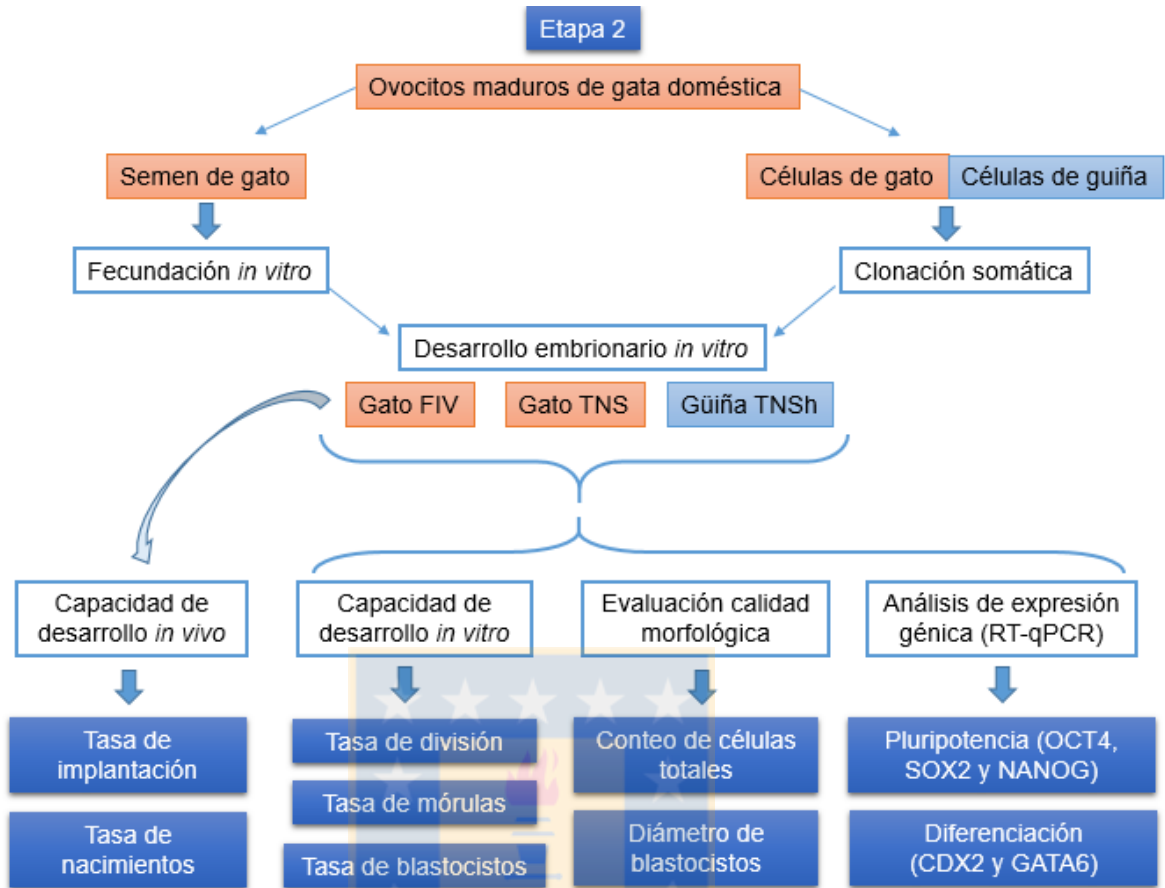 Etapa 2
Ovocitos maduros de gata doméstica
Semen de gato
Células de gato
Células de guiña
Fecundación in vitro
Clonación somática
Desarrollo embrionario in vitro
Gato FIV
Gato TNS
Güiña TNSh
Capacidad de
desarrollo in vivo
Capacidad de
desarrollo in vitro
Evaluación calidad
morfológica
Análisis de expresión
génica (RT-qPCR)
Tasa de
implantación
Tasa de división
Conteo de células
totales
Pluripotencia (OCT4,
SOX2 y NANOG)
Tasa de mórulas
Tasa de
nacimientos
Tasa de blastocistos
Diámetro de
blastocistos
Diferenciación
(CDX2 y GATA6)